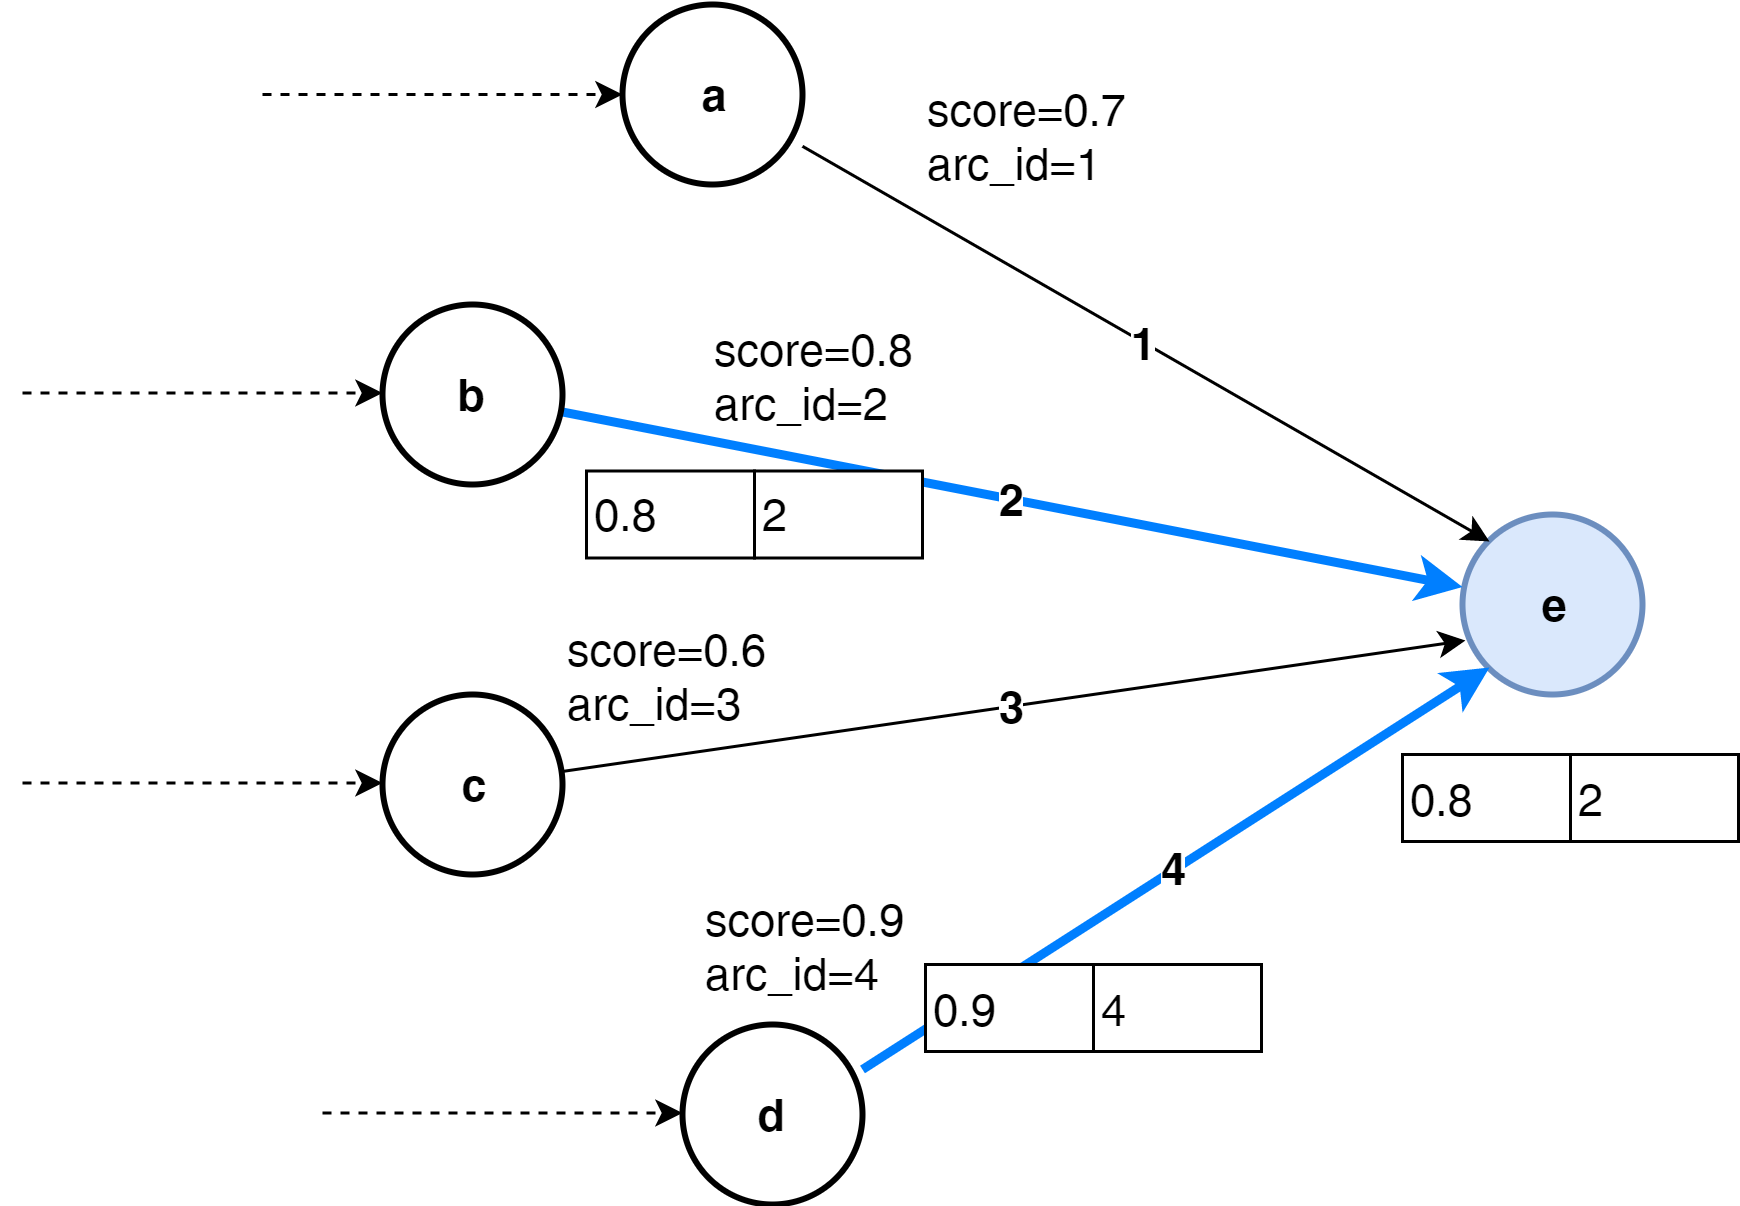 a
score=0.7
arc_id=1
1
b
score=0.8
arc_id=2
2
0.8 2
e
score=0.6
arc_id=3
3
c
0.8 2
4
score=0.9
arc_id=4
0.9 4
d